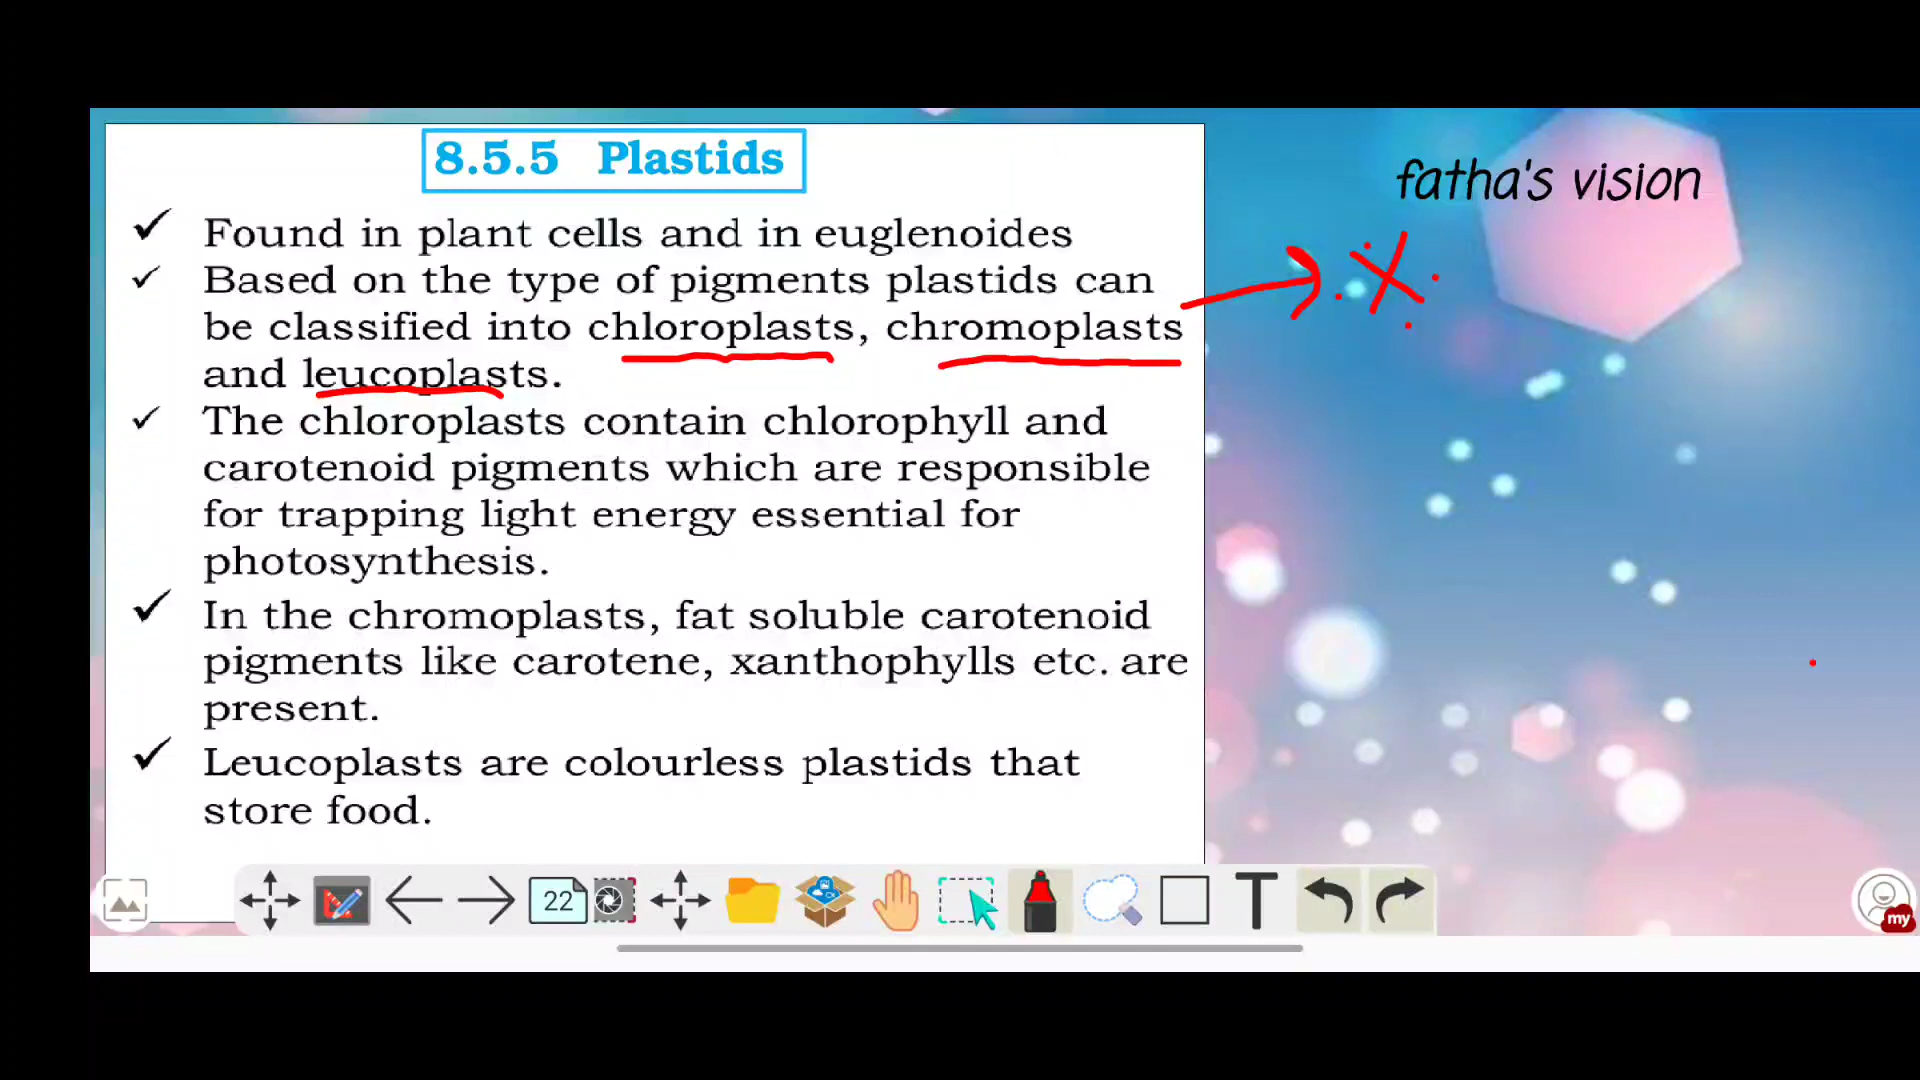 8.5.5 Plastids
fatha's vision
✓ Found in plant cells and in euglenoides
✓ Based on the type of pigments plastids can
be classified into chloroplasts, chromoplasts
and leucoplasts.
X
✓ The chloroplasts contain chlorophyll and
carotenoid pigments which are responsible
for trapping light energy essential for
photosynthesis.
✓ In the chromoplasts, fat soluble carotenoid
pigments like carotene, xanthophylls etc. are
present.
✓ Leucoplasts are colourless plastids that
store food.
22
T
my